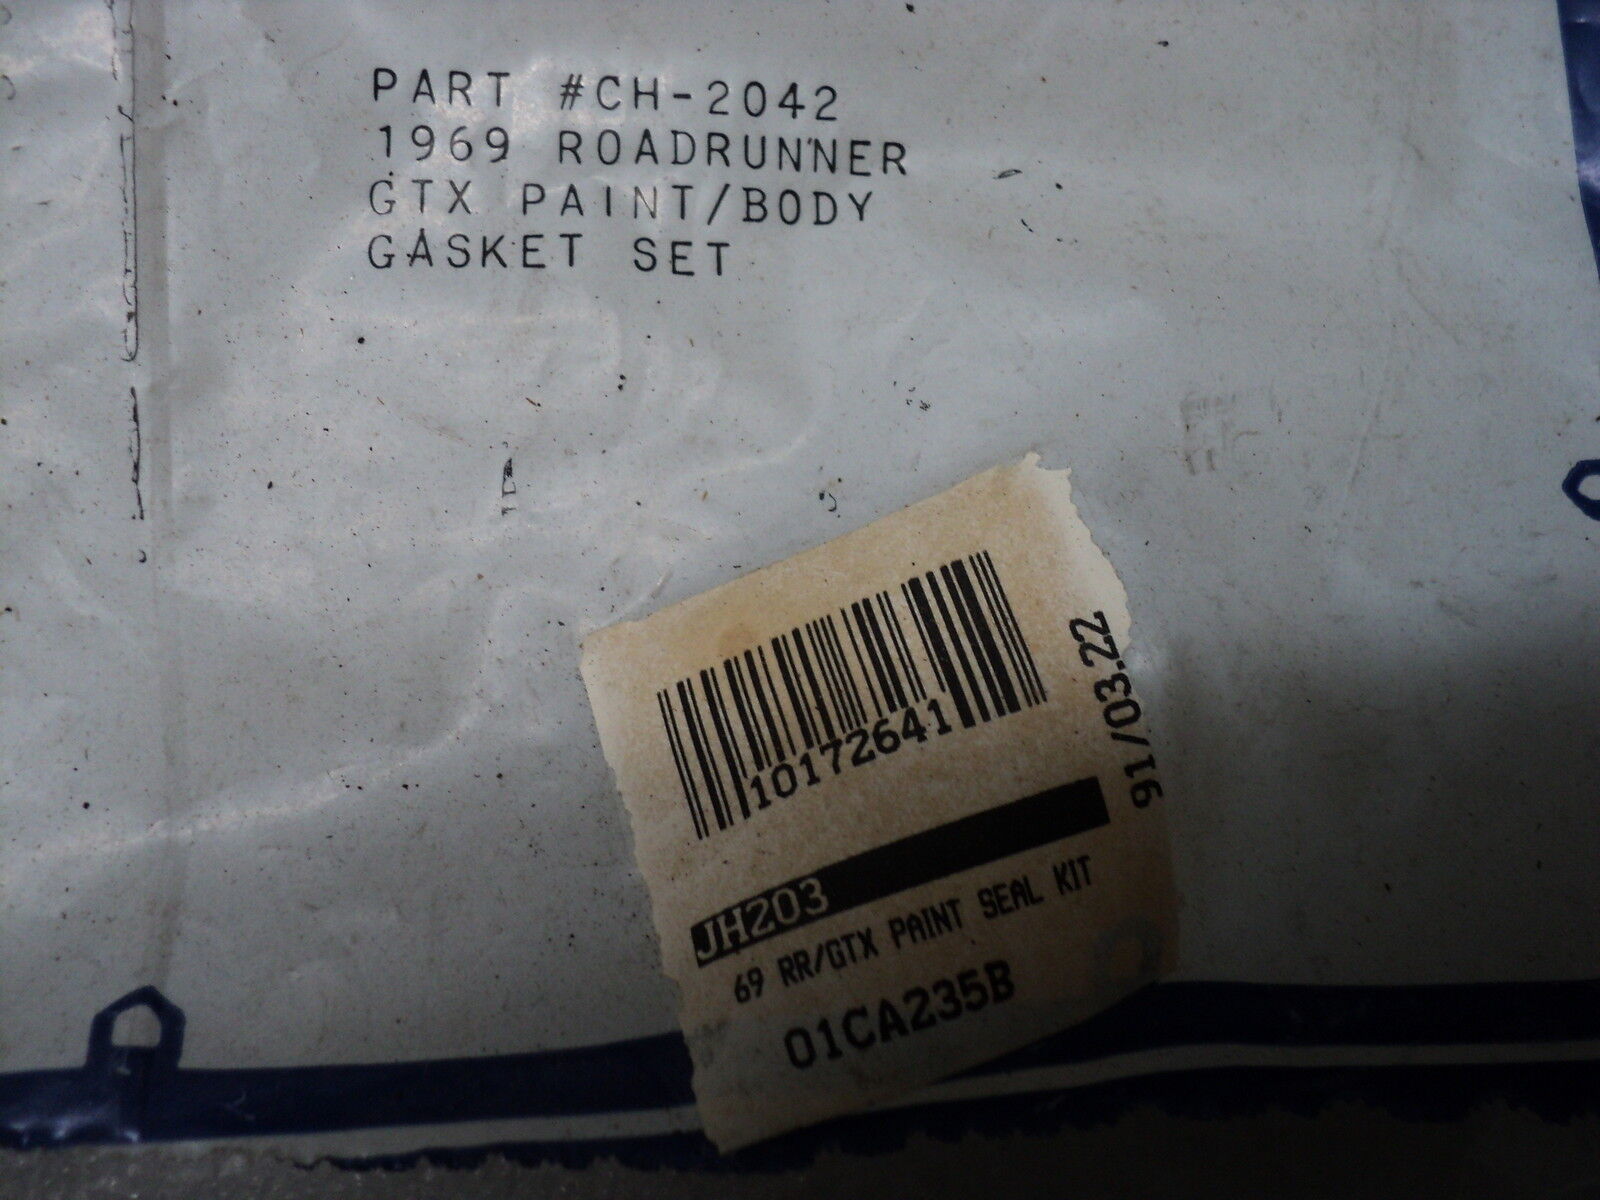 PART #CH-2042
1969 ROADRUNNER
GTX PAINT/BODY
GASKET SET
10172641
91/03.22
JH203
69 RR/GTX PAINT SEAL KIT
01CA235B